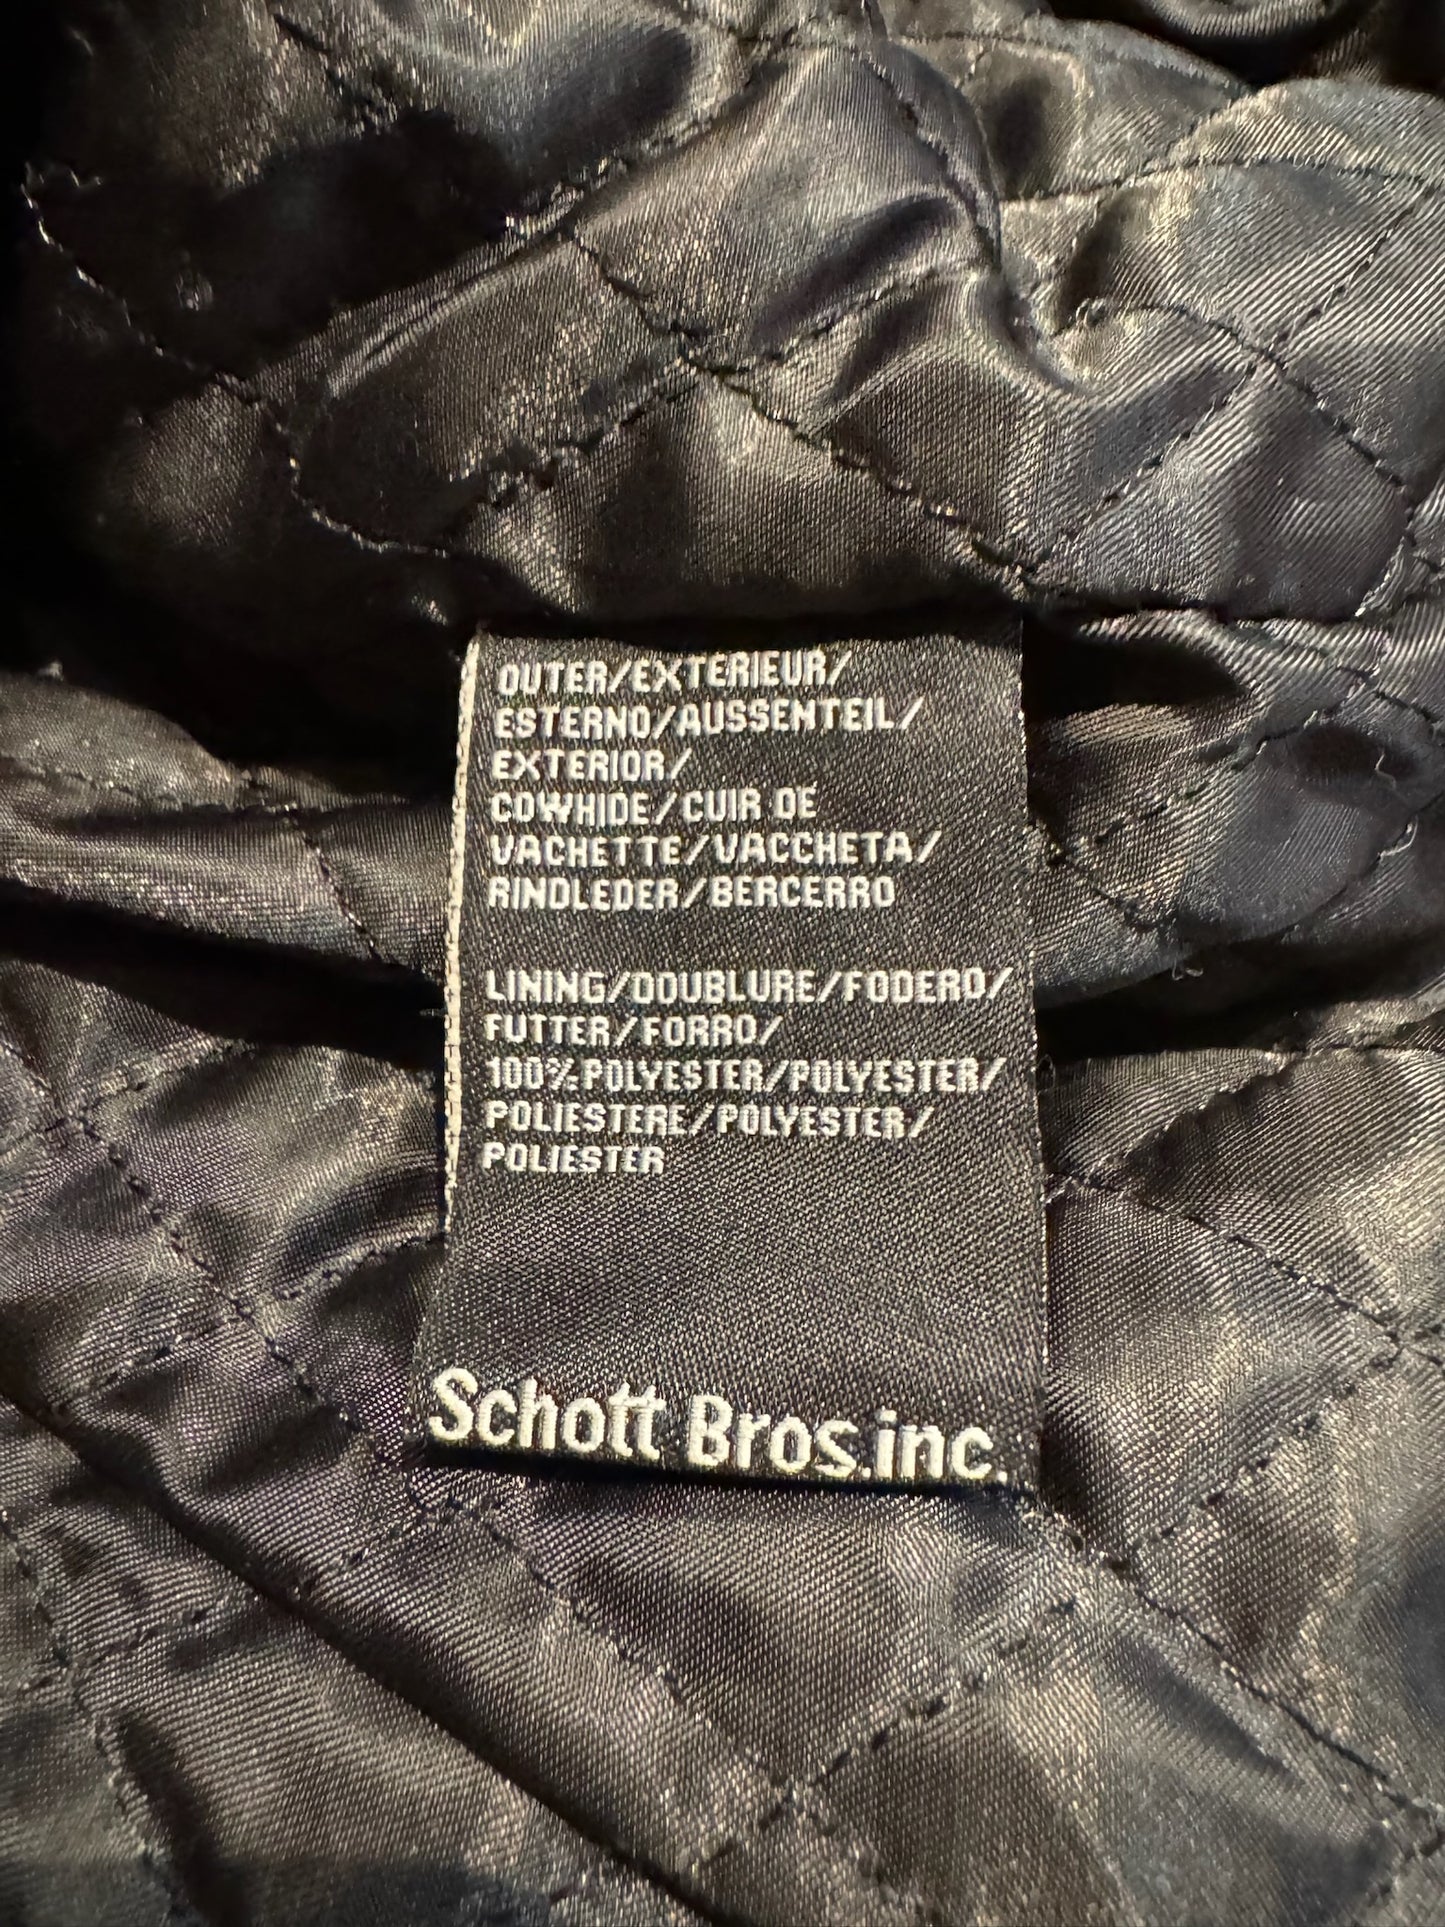 OUTER/EXTERIEUR/
ESTERNO/AUSSENTEIL/
EXTERIOR/
COWHIDE/CUIR DE
VACHETTE/VACCHETA/
RINDLEDER/BERCERRO
LINING/DOUBLURE/FODERO/
FUTTER/FORRO/
100% POLYESTER/POLYESTER/
POLIESTERE/POLYESTER/
POLIESTER
Schott Bros.inc.